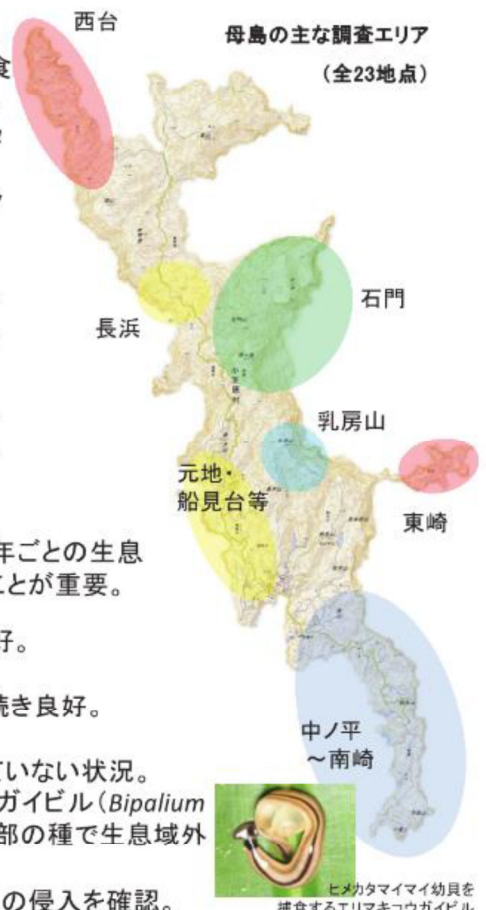 西台
母島の主な調査エリア
(全23地点)
食
長浜
石門
小笠原村
乳房山
元地・
船見台等
東崎
年ごとの生息
ことが重要。
好。
続き良好。
中ノ平
~南崎
いない状況。
ガイビル(Bipalium
部の種で生息域外
の侵入を確認。
ヒメカタマイマイ幼貝を
捕食するエリマキコウガイビル